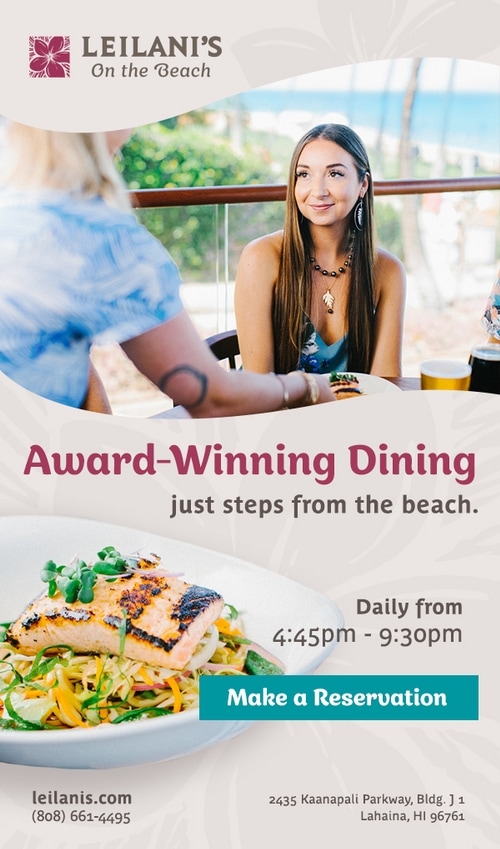 LEILANI'S
On the Beach
Award-Winning Dining
just steps from the beach.
Daily from
4:45pm - 9:30pm
Make a Reservation
leilanis.com
(808) 661-4495
2435 Kaanapali Parkway, Bldg. J 1
Lahaina, HI 96761